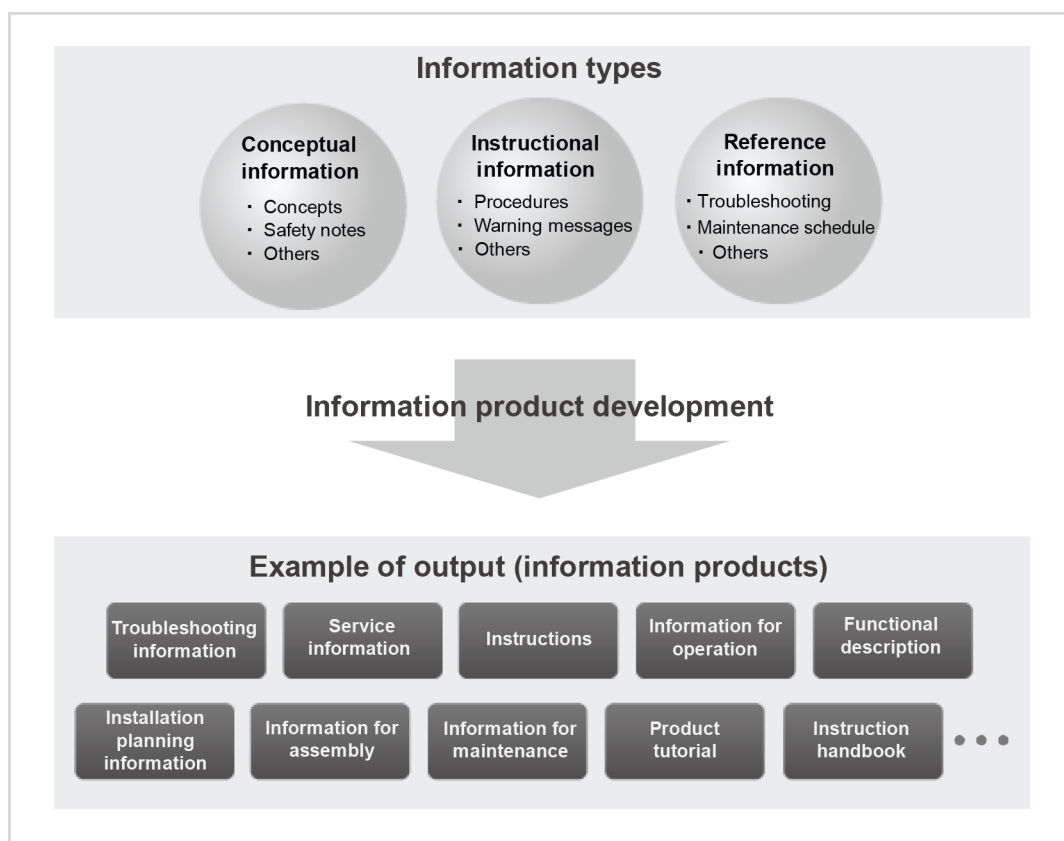 Information types
Conceptual
information
· Concepts
· Safety notes
· Others
Instructional
information
· Procedures
· Warning messages
· Others
Reference
information
· Troubleshooting
· Maintenance schedule
· Others
Information product development
Example of output (information products)
Troubleshooting
information
Service
information
Instructions
Information for
operation
Functional
description
Installation
planning
information
Information for
assembly
Information for
maintenance
Product
tutorial
Instruction
handbook
• • •